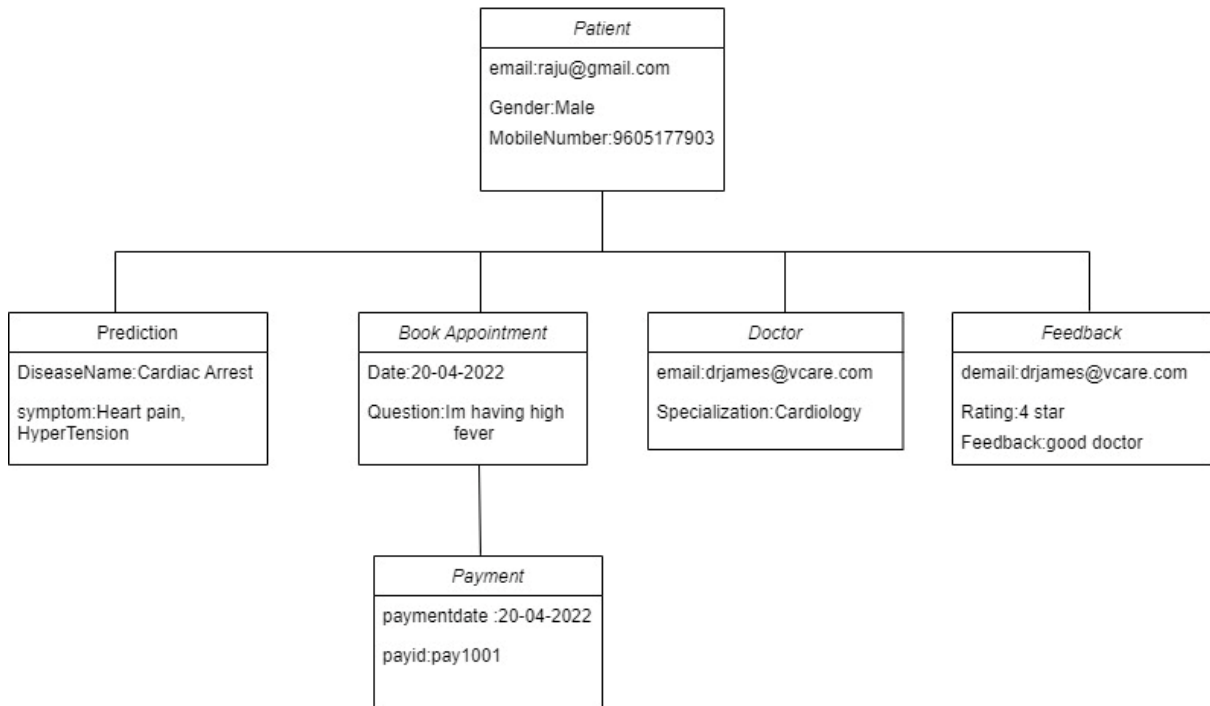 Patient
email:raju@gmail.com
Gender:Male
MobileNumber:9605177903
Prediction
DiseaseName:Cardiac Arrest
symptom:Heart pain,
HyperTension
Book Appointment
Date:20-04-2022
Question:Im having high
fever
Doctor
email:drjames@vcare.com
Specialization:Cardiology
Feedback
demail:drjames@vcare.com
Rating:4 star
Feedback:good doctor
Payment
paymentdate :20-04-2022
payid:pay1001